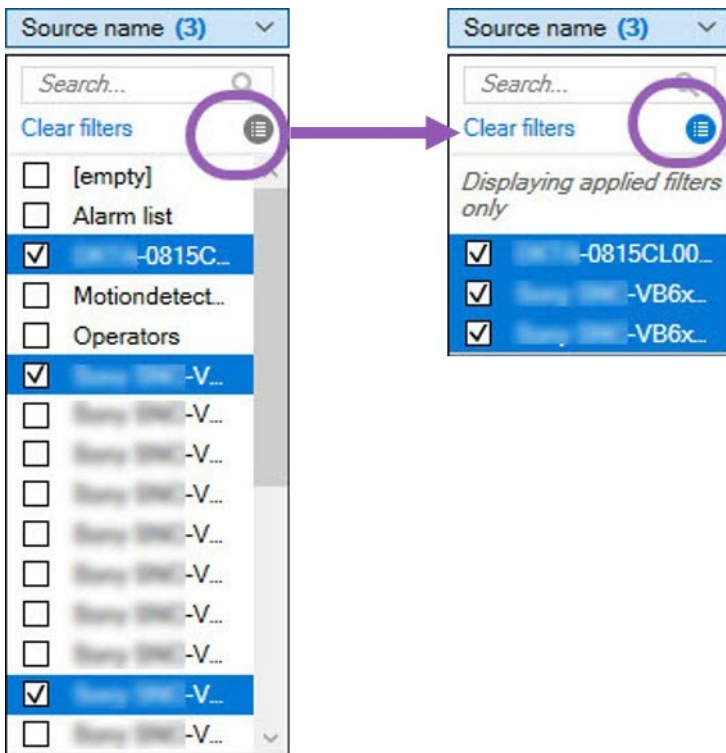 Source name (3)
Search...
Clear filters
[empty]
Alarm list
-0815C...
Motiondetect...
Operators
-V...
-V...
-V...
-V...
-V...
-V...
-V...
-V...
-V...
-V...
Source name (3)
Search...
Clear filters
Displaying applied filters
only
-0815CL00...
-VB6x...
-VB6x...